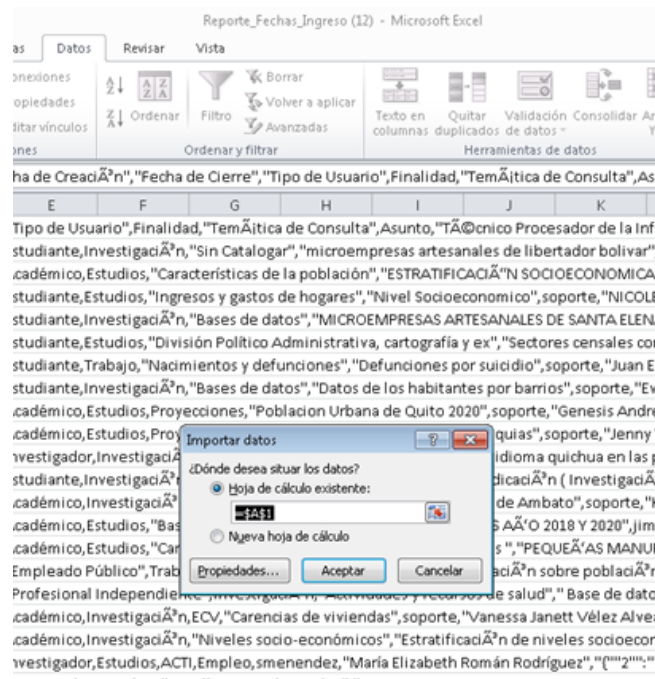 Reporte_Fechas_Ingreso (12) - Microsoft Excel
as Datos Revisar Vista
onexiones
opiedades
ditar vínculos
Ordenar
Filtro
Borrar
Volver a aplicar
Avanzadas
Texto en columnas
Quitar duplicados
Validación de datos
Consolidar
ones Ordenar y filtrar Herramientas de datos
ha de CreaciÃ³n","Fecha de Cierre","Tipo de Usuario",Finalidad,"TemÃ¡tica de Consulta",As
E F G H I J K
Tipo de Usuario",Finalidad,"TemÃ¡tica de Consulta",Asunto,"TÃ©cnico Procesador de la Inf
studiante,InvestigaciÃ³n,"Sin Catalogar","microempresas artesanales de libertador bolivar"
cadémico,Estudios,"Características de la población","ESTRATIFICACIÃ“N SOCIOECONOMICA
studiante,Estudios,"Ingresos y gastos de hogares","Nivel Socioeconomico",soporte,"NICOLE
studiante,InvestigaciÃ³n,"Bases de datos","MICROEMPRESAS ARTESANALES DE SANTA ELENA
studiante,Estudios,"División Político Administrativa, cartografía y ex","Sectores censales co
studiante,Trabajo,"Nacimientos y defunciones","Defunciones por suicidio",soporte,"Juan E
studiante,InvestigaciÃ³n,"Bases de datos","Datos de los habitantes por barrios",soporte,"Ev
cadémico,Estudios,Proyecciones,"Poblacion Urbana de Quito 2020",soporte,"Genesis Andre
cadémico,Estudios,Proy quias",soporte,"Jenny
nvestigador,InvestigaciÃ idioma quichua en las p
studiante,InvestigaciÃ³ dicaciÃ³n ( InvestigaciÃ
cadémico,InvestigaciÃ³ de Ambato",soporte,"K
cadémico,Estudios,"Bas S AÃ‘O 2018 Y 2020",jim
cadémico,Estudios,"Car s ","PEQUEÃ‘AS MANU
Empleado Público",Trab aciÃ³n sobre poblaciÃ³n
Importar datos
¿Dónde desea situar los datos?
Hoja de cálculo existente:
=$A$1
Nueva hoja de cálculo
Propiedades... Aceptar Cancelar
Profesional Independiente de salud"," Base de dato
cadémico,InvestigaciÃ³n,ECV,"Carencias de viviendas",soporte,"Vanessa Janett Vélez Alvea
cadémico,InvestigaciÃ³n,"Niveles socio-económicos","EstratificaciÃ³n de niveles socioecon
nvestigador,Estudios,ACTI,Empleo,smenendez,"María Elizabeth Román Rodríguez","{""2"":"